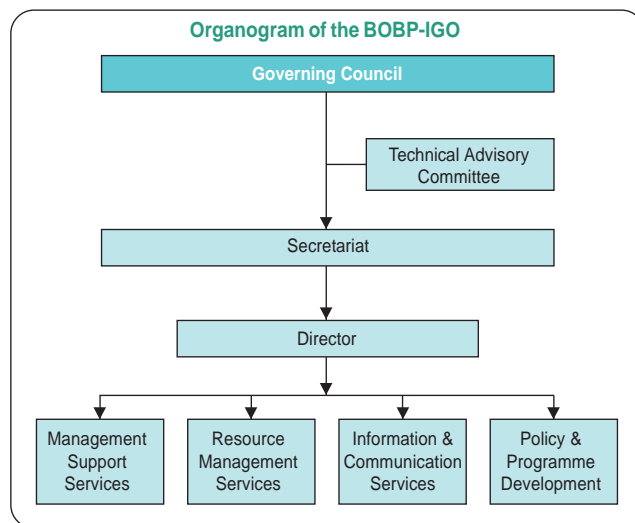 Organogram of the BOBP-IGO
Governing Council
Technical Advisory
Committee
Secretariat
Director
Management
Support
Services
Resource
Management
Services
Information &
Communication
Services
Policy &
Programme
Development